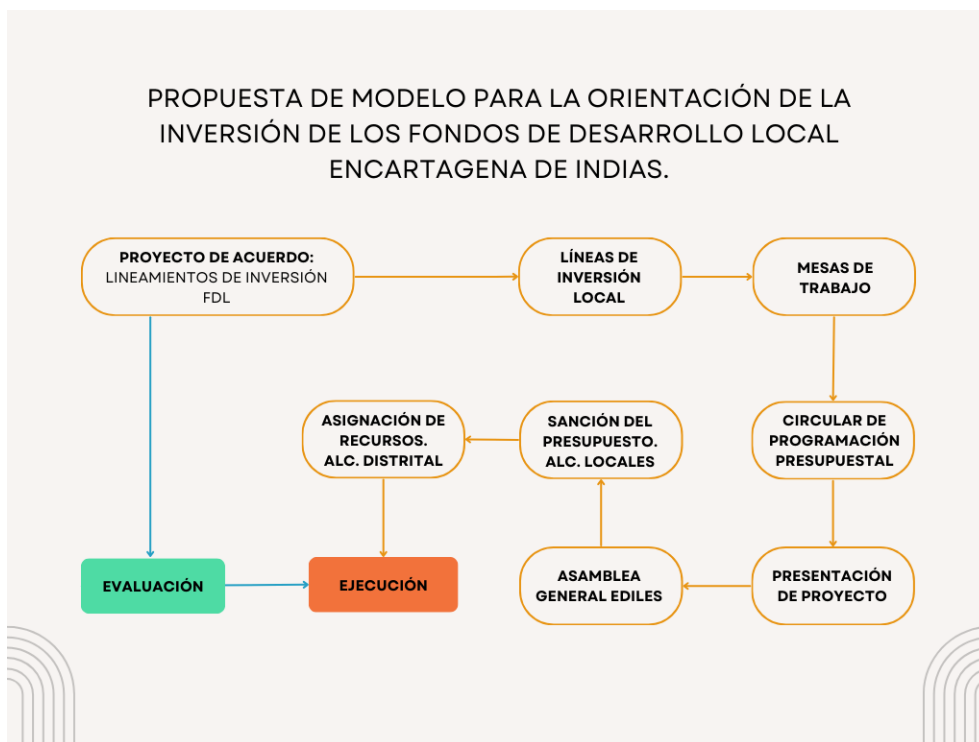 PROPUESTA DE MODELO PARA LA ORIENTACIÓN DE LA
INVERSIÓN DE LOS FONDOS DE DESARROLLO LOCAL
ENCARTAGENA DE INDIAS.
PROYECTO DE ACUERDO:
LINEAMIENTOS DE INVERSIÓN
FDL
LÍNEAS DE
INVERSIÓN
LOCAL
MESAS DE
TRABAJO
CIRCULAR DE
PROGRAMACIÓN
PRESUPUESTAL
PRESENTACIÓN
DE PROYECTO
ASAMBLEA
GENERAL EDILES
SANCIÓN DEL
PRESUPUESTO.
ALC. LOCALES
ASIGNACIÓN DE
RECURSOS.
ALC. DISTRITAL
EJECUCIÓN
EVALUACIÓN